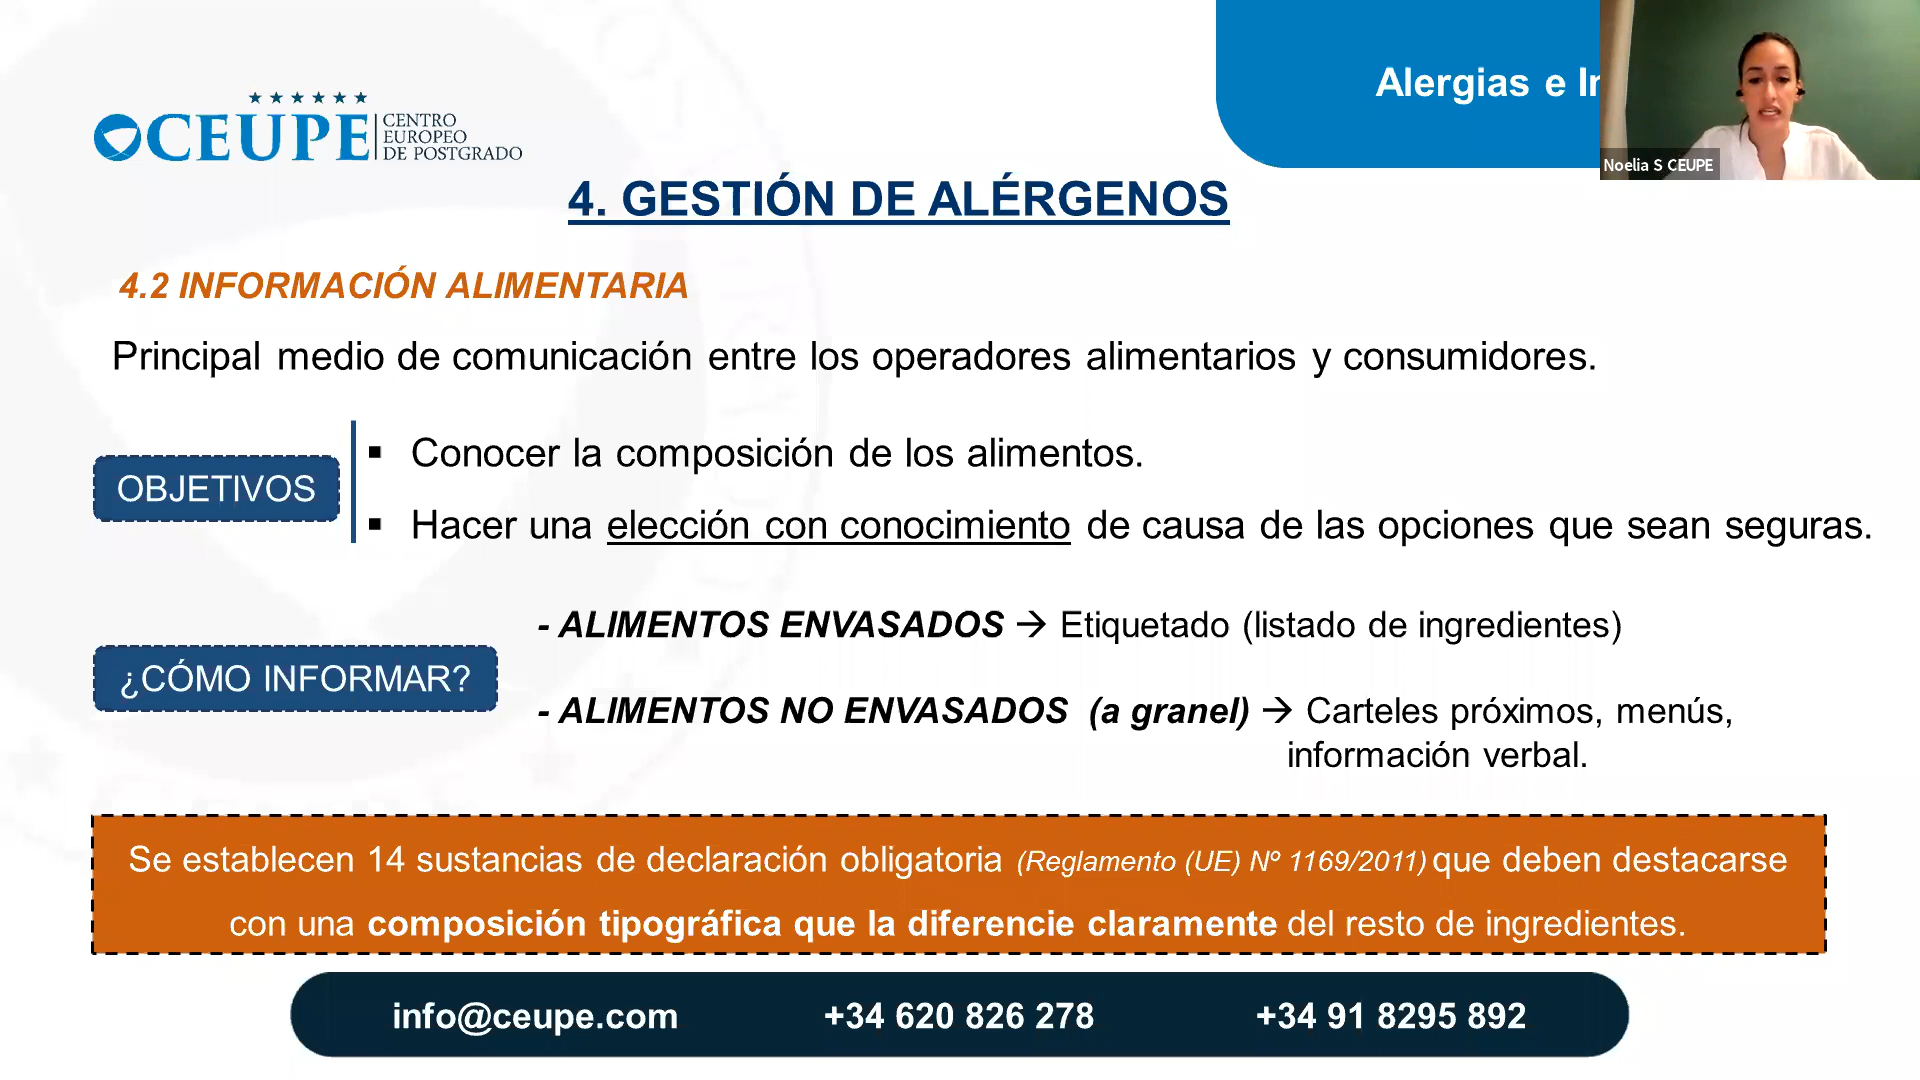 Alergias e In
Noelia S CEUPE
CEUPE
CENTRO
EUROPEO
DE POSTGRADO
4. GESTIÓN DE ALÉRGENOS
4.2 INFORMACIÓN ALIMENTARIA
Principal medio de comunicación entre los operadores alimentarios y consumidores.
OBJETIVOS
▪ Conocer la composición de los alimentos.
▪ Hacer una elección con conocimiento de causa de las opciones que sean seguras.
¿CÓMO INFORMAR?
- ALIMENTOS ENVASADOS → Etiquetado (listado de ingredientes)
- ALIMENTOS NO ENVASADOS (a granel) → Carteles próximos, menús,
información verbal.
Se establecen 14 sustancias de declaración obligatoria (Reglamento (UE) Nº 1169/2011) que deben destacarse
con una composición tipográfica que la diferencie claramente del resto de ingredientes.
info@ceupe.com +34 620 826 278 +34 91 8295 892